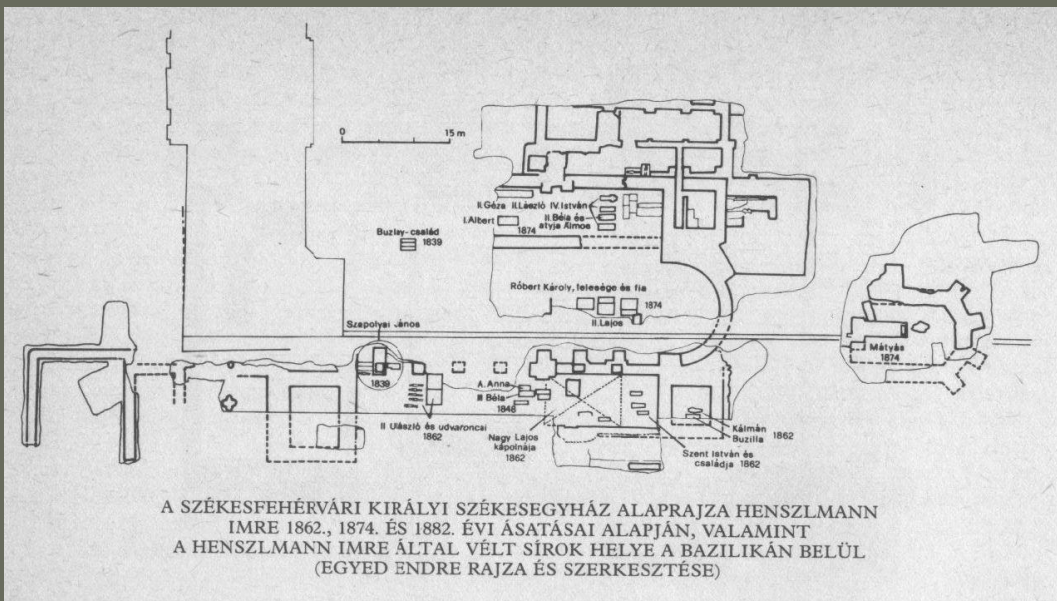 0 15 m
II.Géza II.László IV.István
II.Béla és
atyja Álmos
I.Albert
1874
Buzlay-család 1839
Róbert Károly, felesége és fia
1874
II.Lajos
Szapolyai János
1839
Mátyás
1874
A. Anna
III Béla
1848
II Ulászló és udvaroncai
1862
Nagy Lajos
kápolnája
1862
Kálmán
Buzilla 1862
Szent István és
családja 1862
A SZÉKESFEHÉRVÁRI KIRÁLYI SZÉKESEGYHÁZ ALAPRAJZA HENSZLMANN
IMRE 1862., 1874. ÉS 1882. ÉVI ÁSATÁSAI ALAPJÁN, VALAMINT
A HENSZLMANN IMRE ÁLTAL VÉLT SÍROK HELYE A BAZILIKÁN BELÜL
(EGYED ENDRE RAJZA ÉS SZERKESZTÉSE)